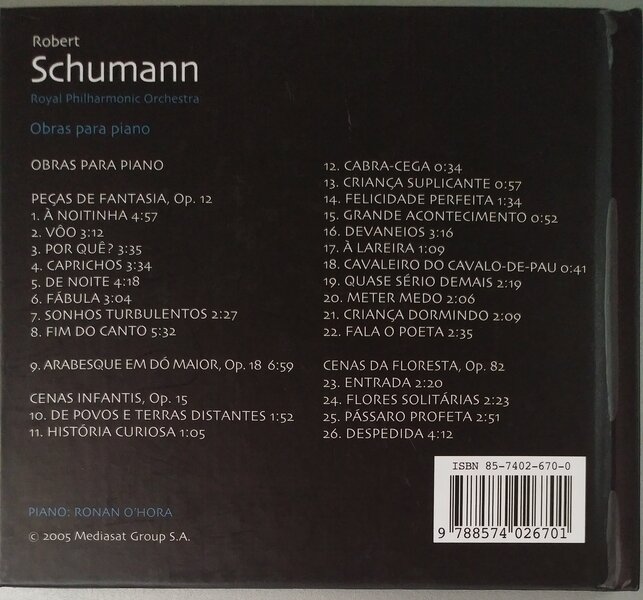 Robert
Schumann
Royal Philharmonic Orchestra
Obras para piano
OBRAS PARA PIANO
PEÇAS DE FANTASIA, Op. 12
1. À NOITINHA 4:57
2. VÔO 3:12
3. POR QUÊ? 3:35
4. CAPRICHOS 3:34
5. DE NOITE 4:18
6. FÁBULA 3:04
7. SONHOS TURBULENTOS 2:27
8. FIM DO CANTO 5:32
9. ARABESQUE EM DÓ MAIOR, Op. 18 6:59
CENAS INFANTIS, Op. 15
10. DE POVOS E TERRAS DISTANTES 1:52
11. HISTÓRIA CURIOSA 1:05
12. CABRA-CEGA 0:34
13. CRIANÇA SUPLICANTE 0:57
14. FELICIDADE PERFEITA 1:34
15. GRANDE ACONTECIMENTO 0:52
16. DEVANEIOS 3:16
17. À LAREIRA 1:09
18. CAVALEIRO DO CAVALO-DE-PAU 0:41
19. QUASE SÉRIO DEMAIS 2:19
20. METER MEDO 2:06
21. CRIANÇA DORMINDO 2:09
22. FALA O POETA 2:35
CENAS DA FLORESTA, Op. 82
23. ENTRADA 2:20
24. FLORES SOLITÁRIAS 2:23
25. PÁSSARO PROFETA 2:51
26. DESPEDIDA 4:12
PIANO: RONAN O'HORA
© 2005 Mediasat Group S.A.
ISBN 85-7402-670-0
9 788574 026701